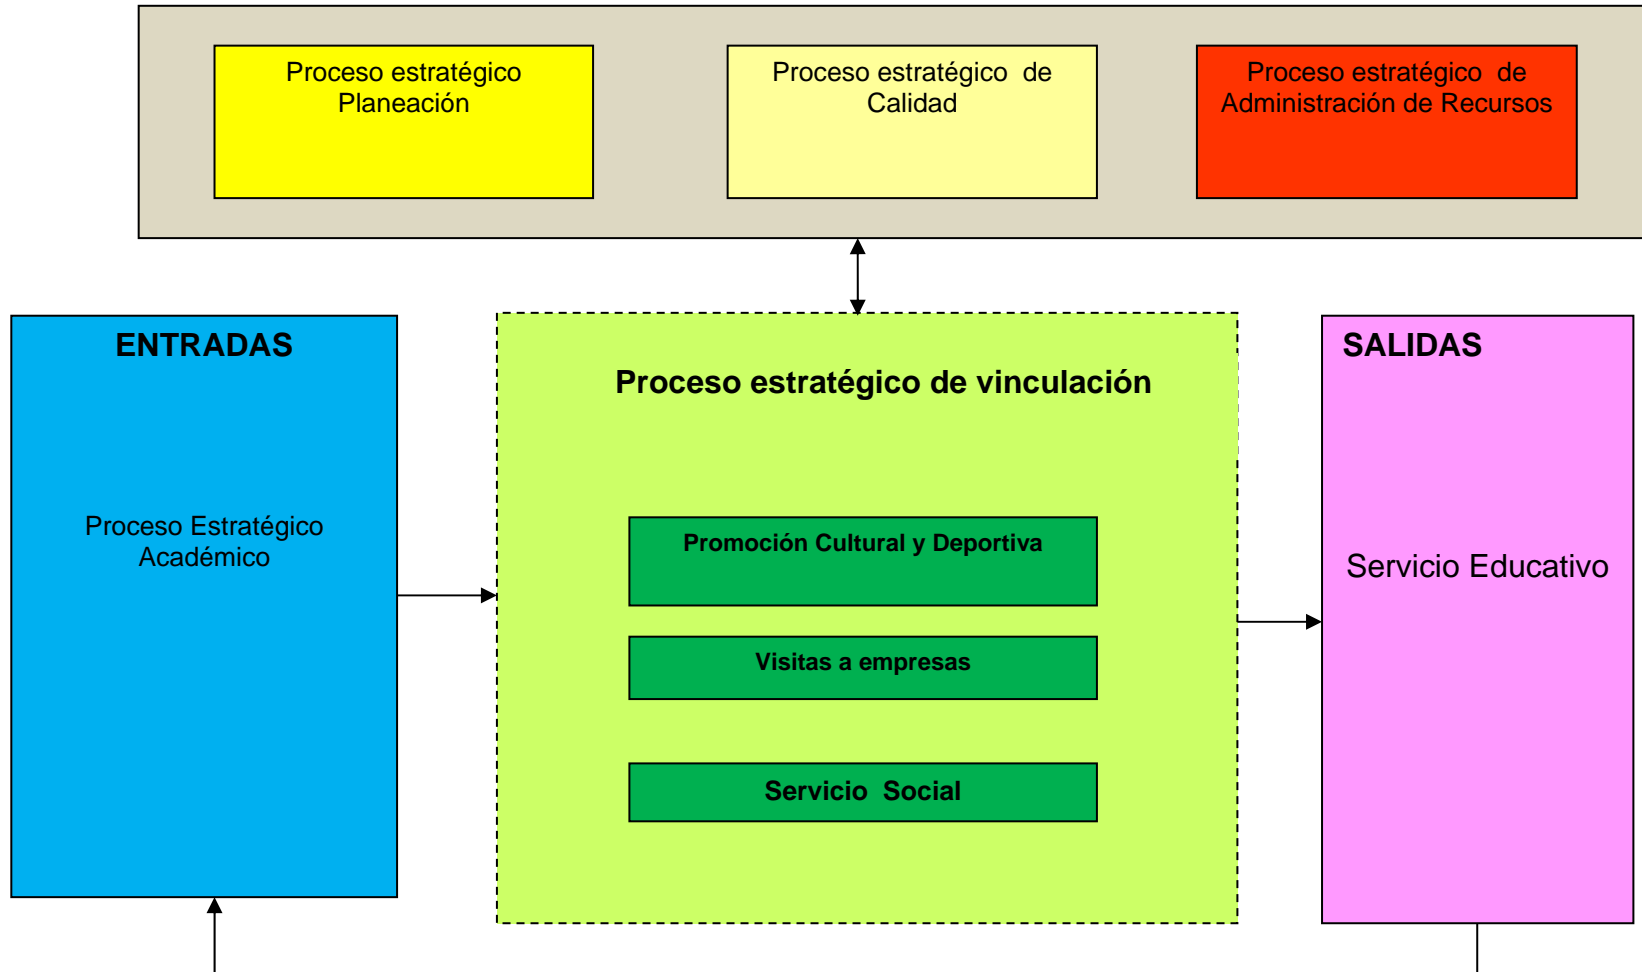 Proceso estratégico
Planeación
Proceso estratégico  de
Calidad
Proceso estratégico  de
Administración de Recursos
ENTRADAS
Proceso Estratégico
Académico
Proceso estratégico de vinculación
Promoción Cultural y Deportiva
Visitas a empresas
Servicio  Social
SALIDAS
Servicio Educativo